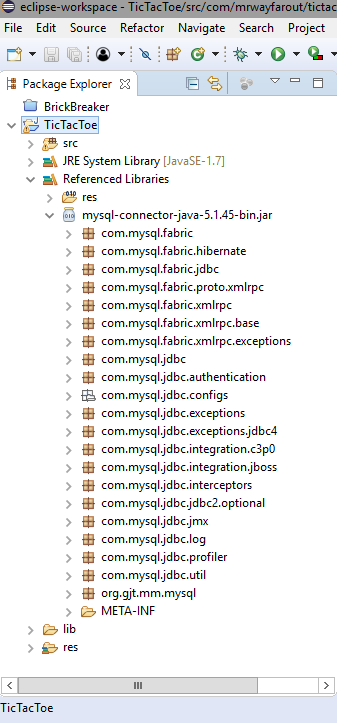 eclipse-workspace - TicTacToe/src/com/mrwayfarout/tictac
File Edit Source Refactor Navigate Search Project
Package Explorer
BrickBreaker
TicTacToe
src
JRE System Library [JavaSE-1.7]
Referenced Libraries
res
mysql-connector-java-5.1.45-bin.jar
com.mysql.fabric
com.mysql.fabric.hibernate
com.mysql.fabric.jdbc
com.mysql.fabric.proto.xmlrpc
com.mysql.fabric.xmlrpc
com.mysql.fabric.xmlrpc.base
com.mysql.fabric.xmlrpc.exceptions
com.mysql.jdbc
com.mysql.jdbc.authentication
com.mysql.jdbc.configs
com.mysql.jdbc.exceptions
com.mysql.jdbc.exceptions.jdbc4
com.mysql.jdbc.integration.c3p0
com.mysql.jdbc.integration.jboss
com.mysql.jdbc.interceptors
com.mysql.jdbc.jdbc2.optional
com.mysql.jdbc.jmx
com.mysql.jdbc.log
com.mysql.jdbc.profiler
com.mysql.jdbc.util
org.gjt.mm.mysql
META-INF
lib
res
TicTacToe